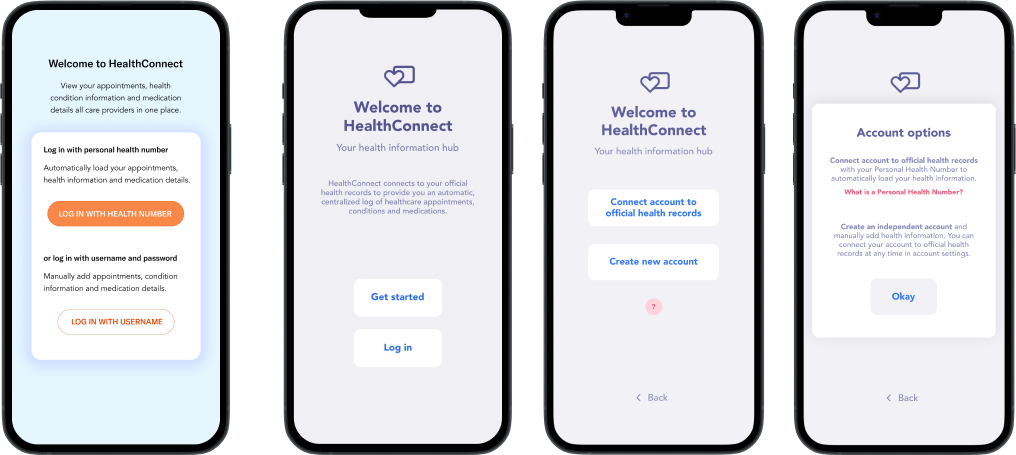 Welcome to HealthConnect
View your appointments, health
condition information and medication
details all care providers in one place.
Log in with personal health number
Automatically load your appointments,
health information and medication details.
LOG IN WITH HEALTH NUMBER
or log in with username and password
Manually add appointments, condition
information and medication details.
LOG IN WITH USERNAME
Welcome to
HealthConnect
Your health information hub
HealthConnect connects to your official
health records to provide you an automatic,
centralized log of healthcare appointments,
conditions and medications.
Get started
Log in
Welcome to
HealthConnect
Your health information hub
Connect account to
official health records
Create new account
?
Back
Account options
Connect account to official health records
with your Personal Health Number to
automatically load your health information.
What is a Personal Health Number?
Create an independent account and
manually add health information. You can
connect your account to official health
records at any time in account settings.
Okay
Back